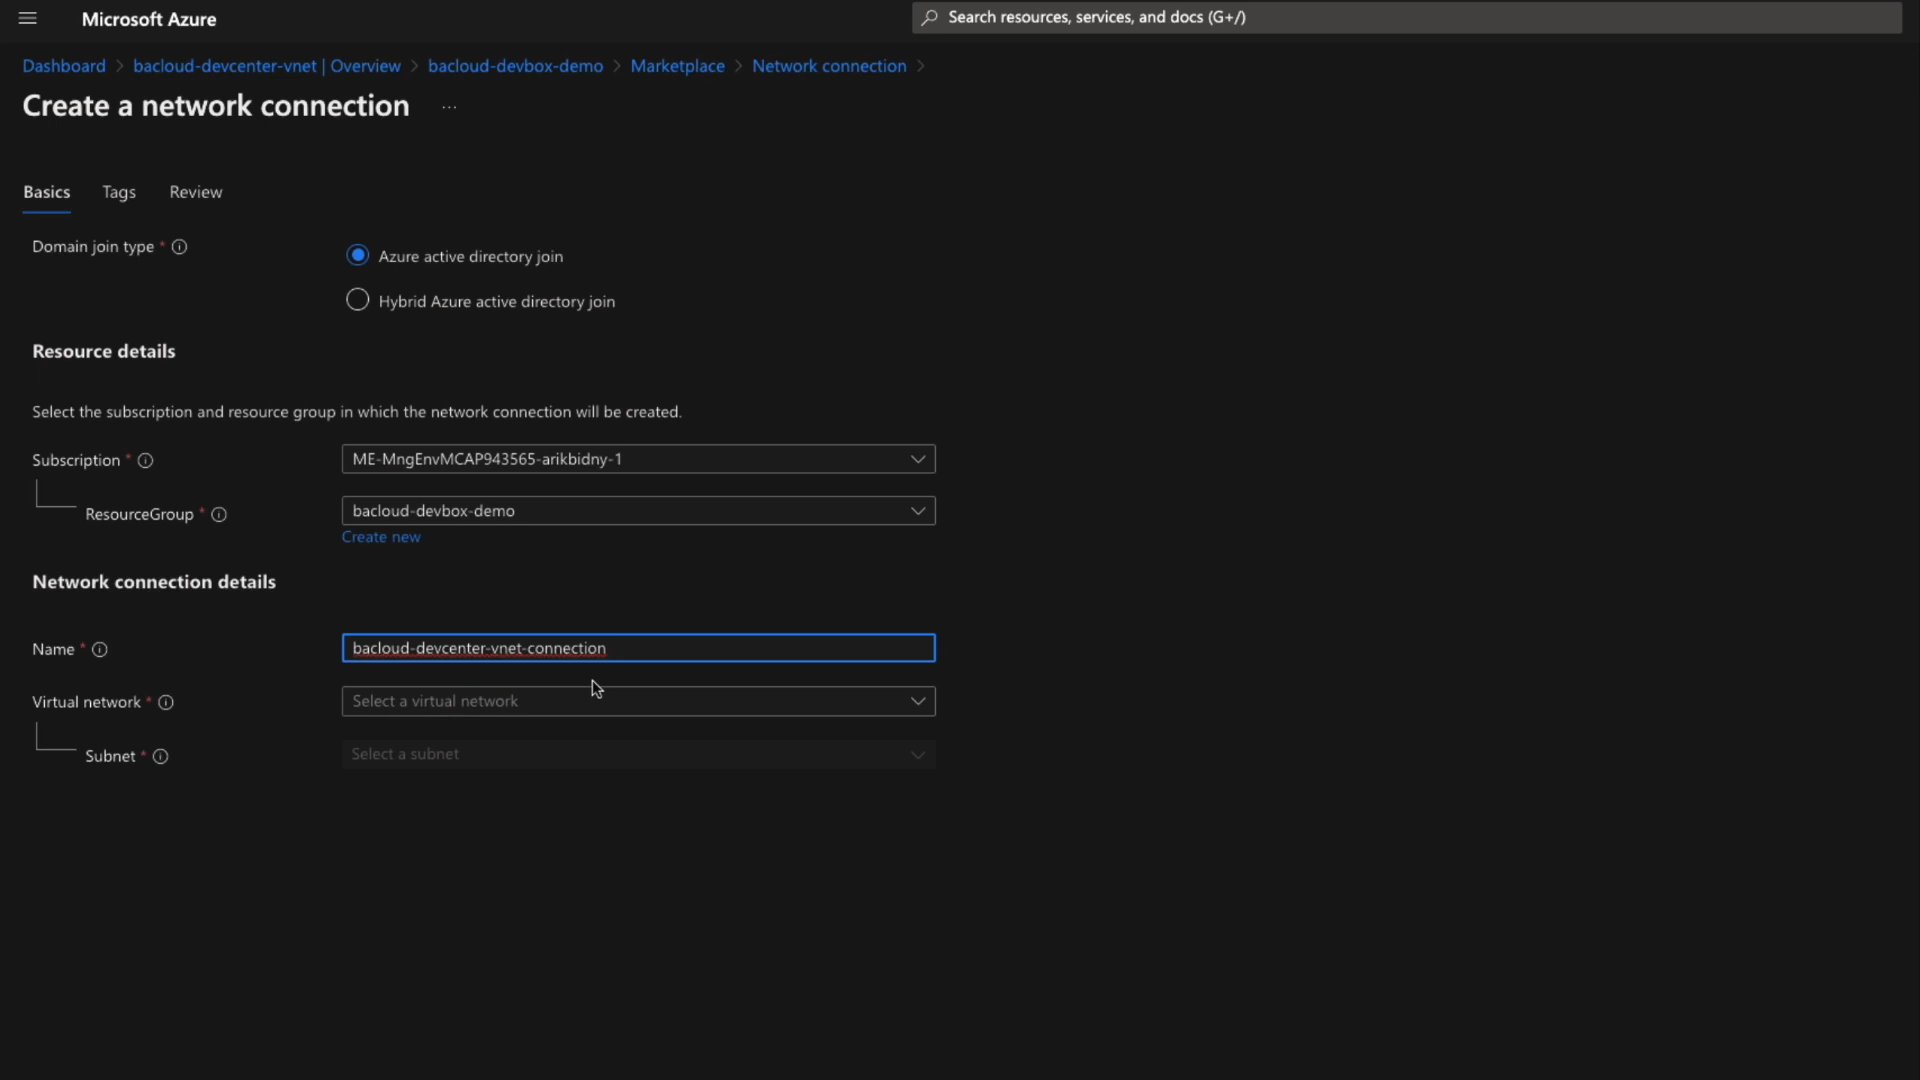 Microsoft Azure
Search resources, services, and docs (G+/)
Dashboard > bacloud-devcenter-vnet | Overview > bacloud-devbox-demo > Marketplace > Network connection >
Create a network connection ...
Basics Tags Review
Domain join type *
Azure active directory join
Hybrid Azure active directory join
Resource details
Select the subscription and resource group in which the network connection will be created.
Subscription *
ME-MngEnvMCAP943565-arikbidny-1
ResourceGroup *
bacloud-devbox-demo
Create new
Network connection details
Name *
bacloud-devcenter-vnet-connection
Virtual network *
Select a virtual network
Subnet *
Select a subnet